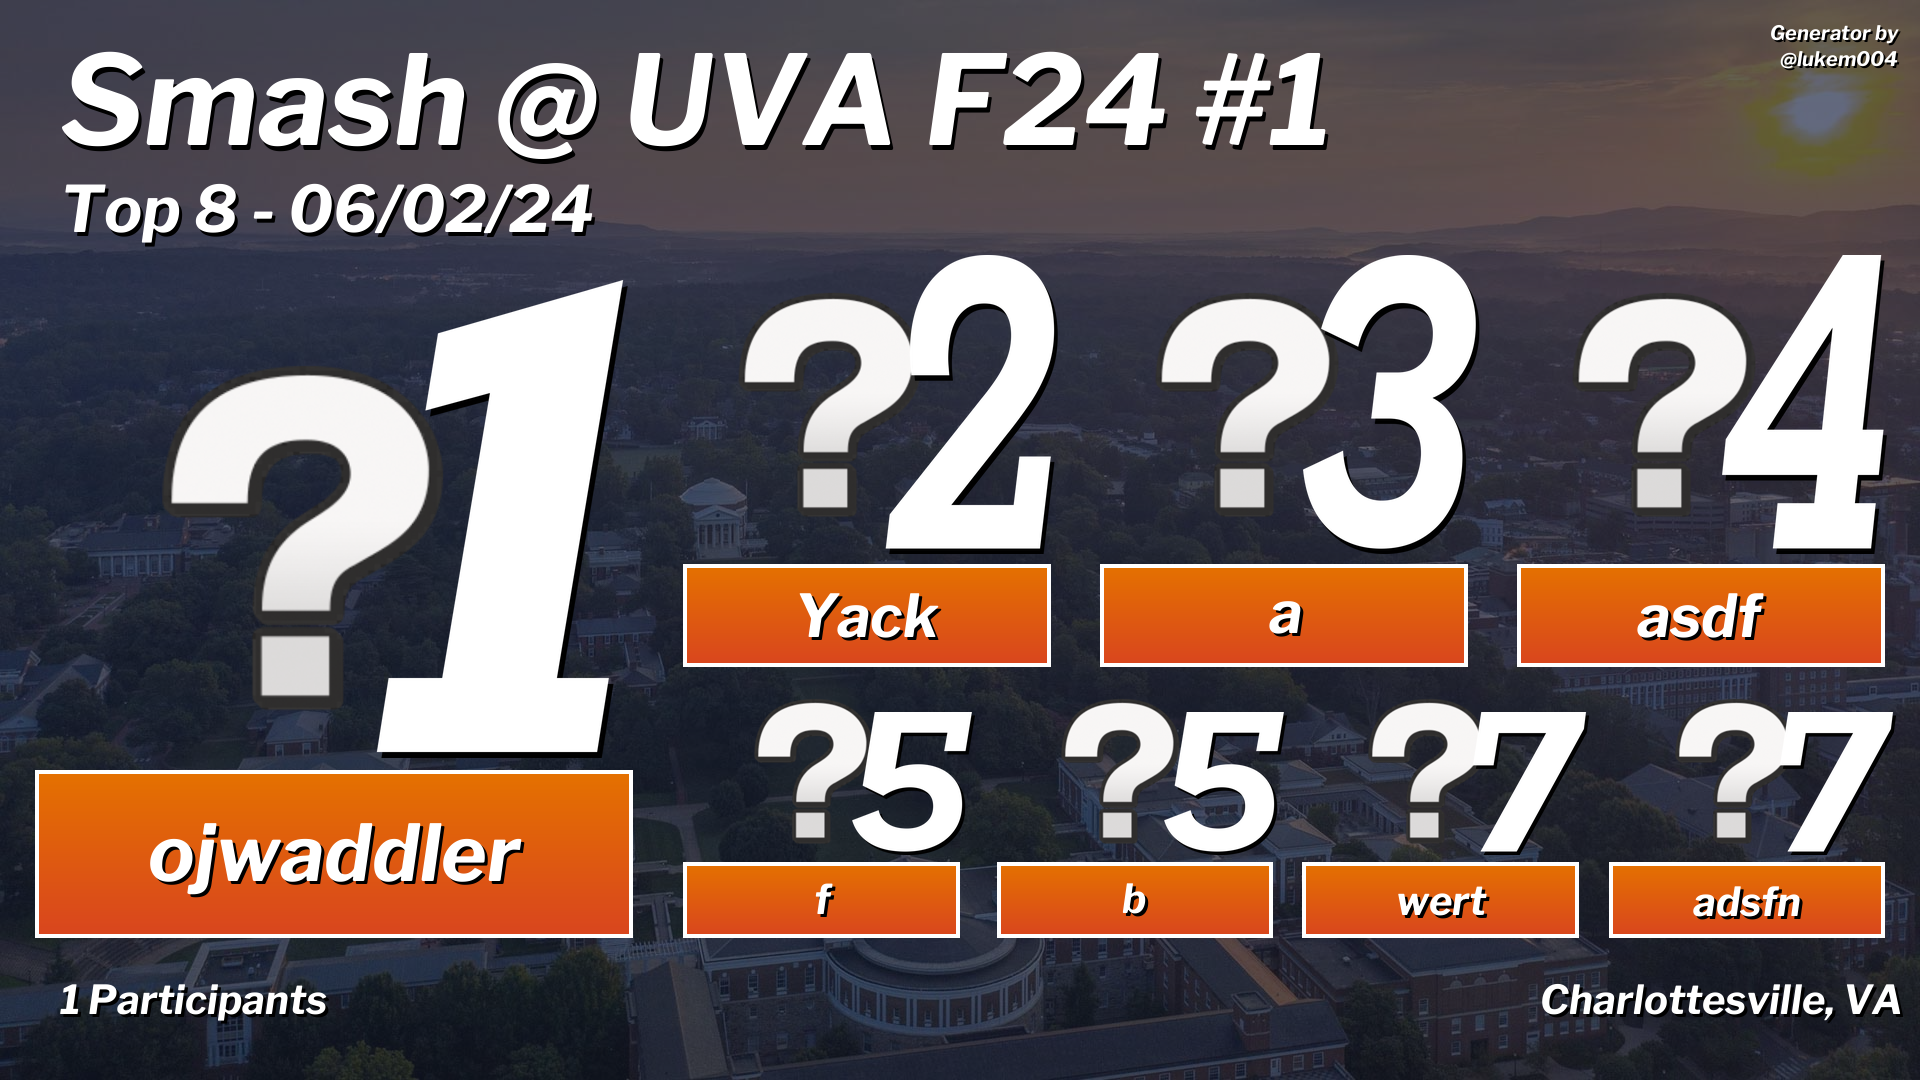 Generator by
@lukem004
Smash @ UVA F24 #1
Top 8 - 06/02/24
?1
?2
?3
?4
Yack
a
asdf
?5
?5
?7
?7
ojwaddler
f
b
wert
adsfn
1 Participants
Charlottesville, VA